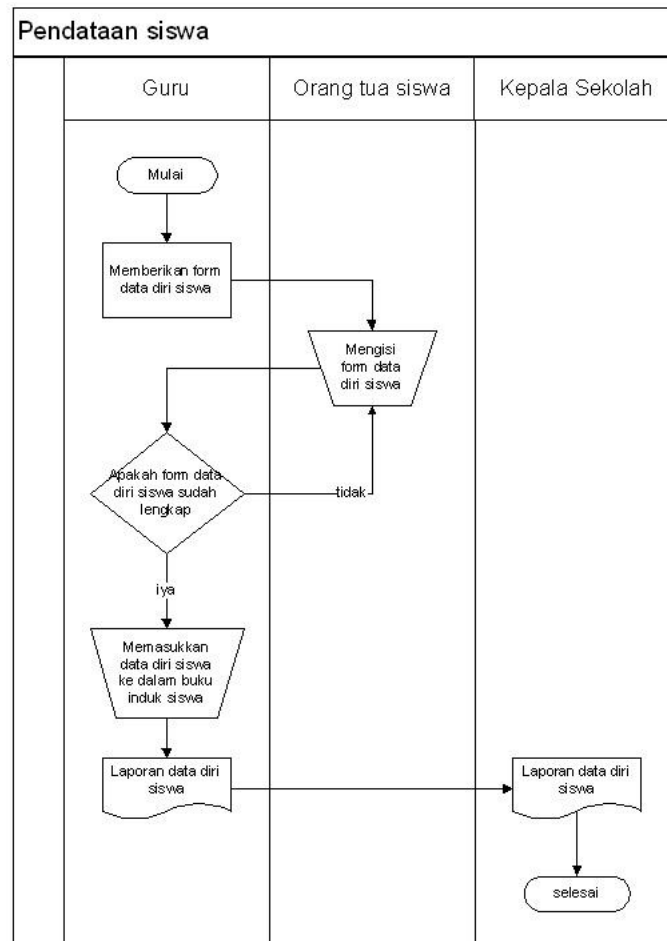 Pendataan siswa
Guru
Orang tua siswa
Kepala Sekolah
Mulai
Memberikan form
data diri siswa
Mengisi
form data
diri siswa
Apakah form data
diri siswa sudah
lengkap
tidak
iya
Memasukkan
data diri siswa
ke dalam buku
induk siswa
Laporan data diri
siswa
Laporan data diri
siswa
selesai